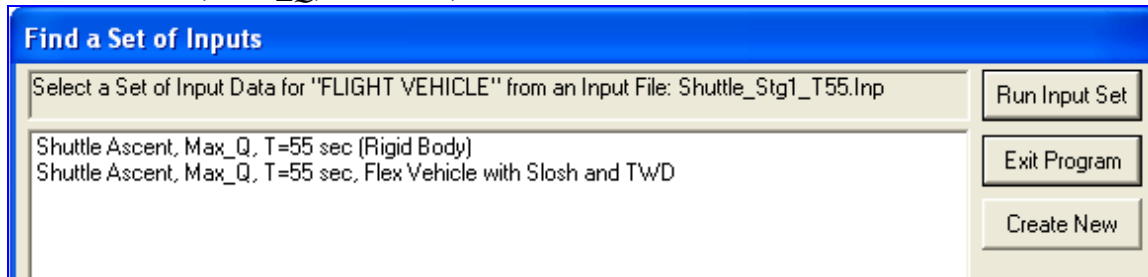 Find a Set of Inputs
Select a Set of Input Data for "FLIGHT VEHICLE" from an Input File: Shuttle_Stg1_T55.Inp
Run Input Set
Shuttle Ascent, Max_Q, T=55 sec (Rigid Body)
Shuttle Ascent, Max_Q, T=55 sec, Flex Vehicle with Slosh and TWD
Exit Program
Create New